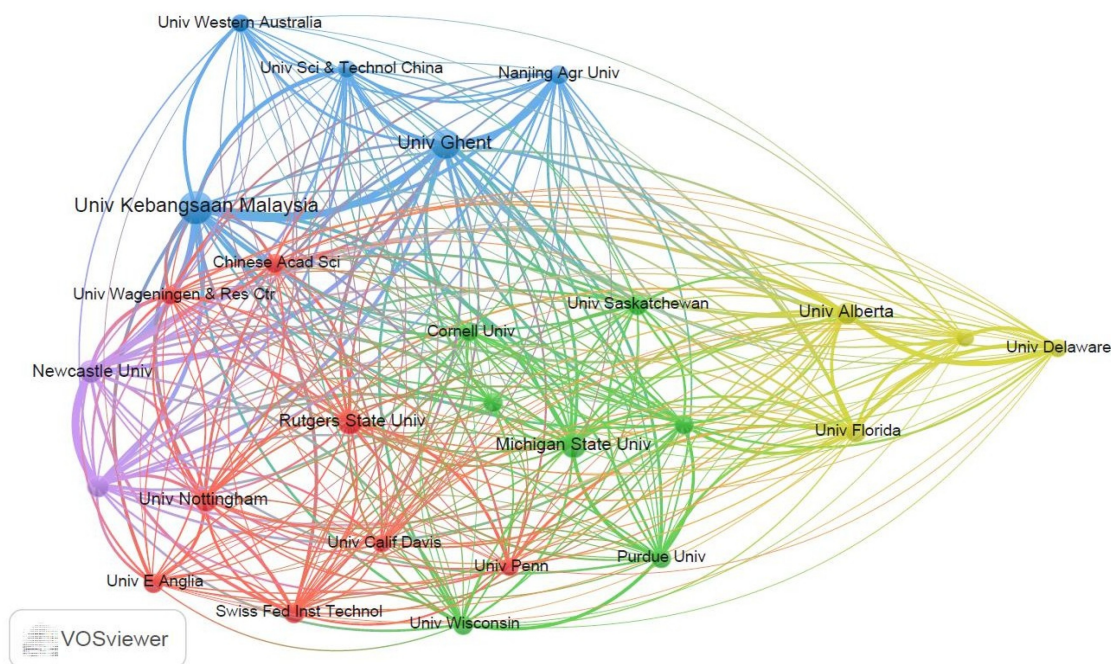 Univ Western Australia
Univ Sci & Technol China
Nanjing Agr Univ
Univ Ghent
Univ Kebangsaan Malaysia
Chinese Acad Sci
Univ Wageningen & Res Ctr
Univ Saskatchewan
Univ Alberta
Cornell Univ
Univ Delaware
Newcastle Univ
Rutgers State Univ
Univ Florida
Michigan State Univ
Univ Nottingham
Univ Calif Davis
Purdue Univ
Univ Penn
Univ E Anglia
Swiss Fed Inst Technol
Univ Wisconsin
VOSviewer